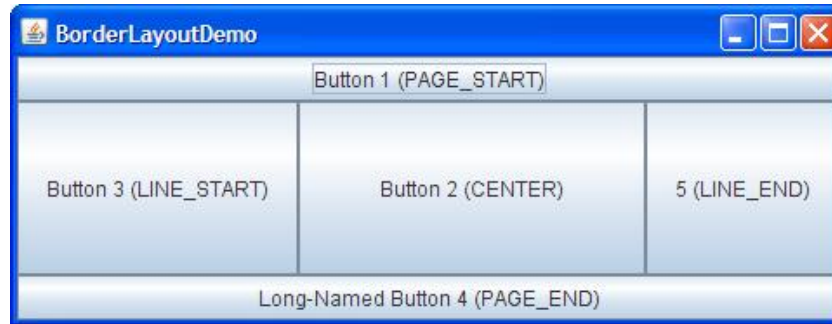 BorderLayoutDemo
Button 1 (PAGE_START)
Button 3 (LINE_START)
Button 2 (CENTER)
5 (LINE_END)
Long-Named Button 4 (PAGE_END)